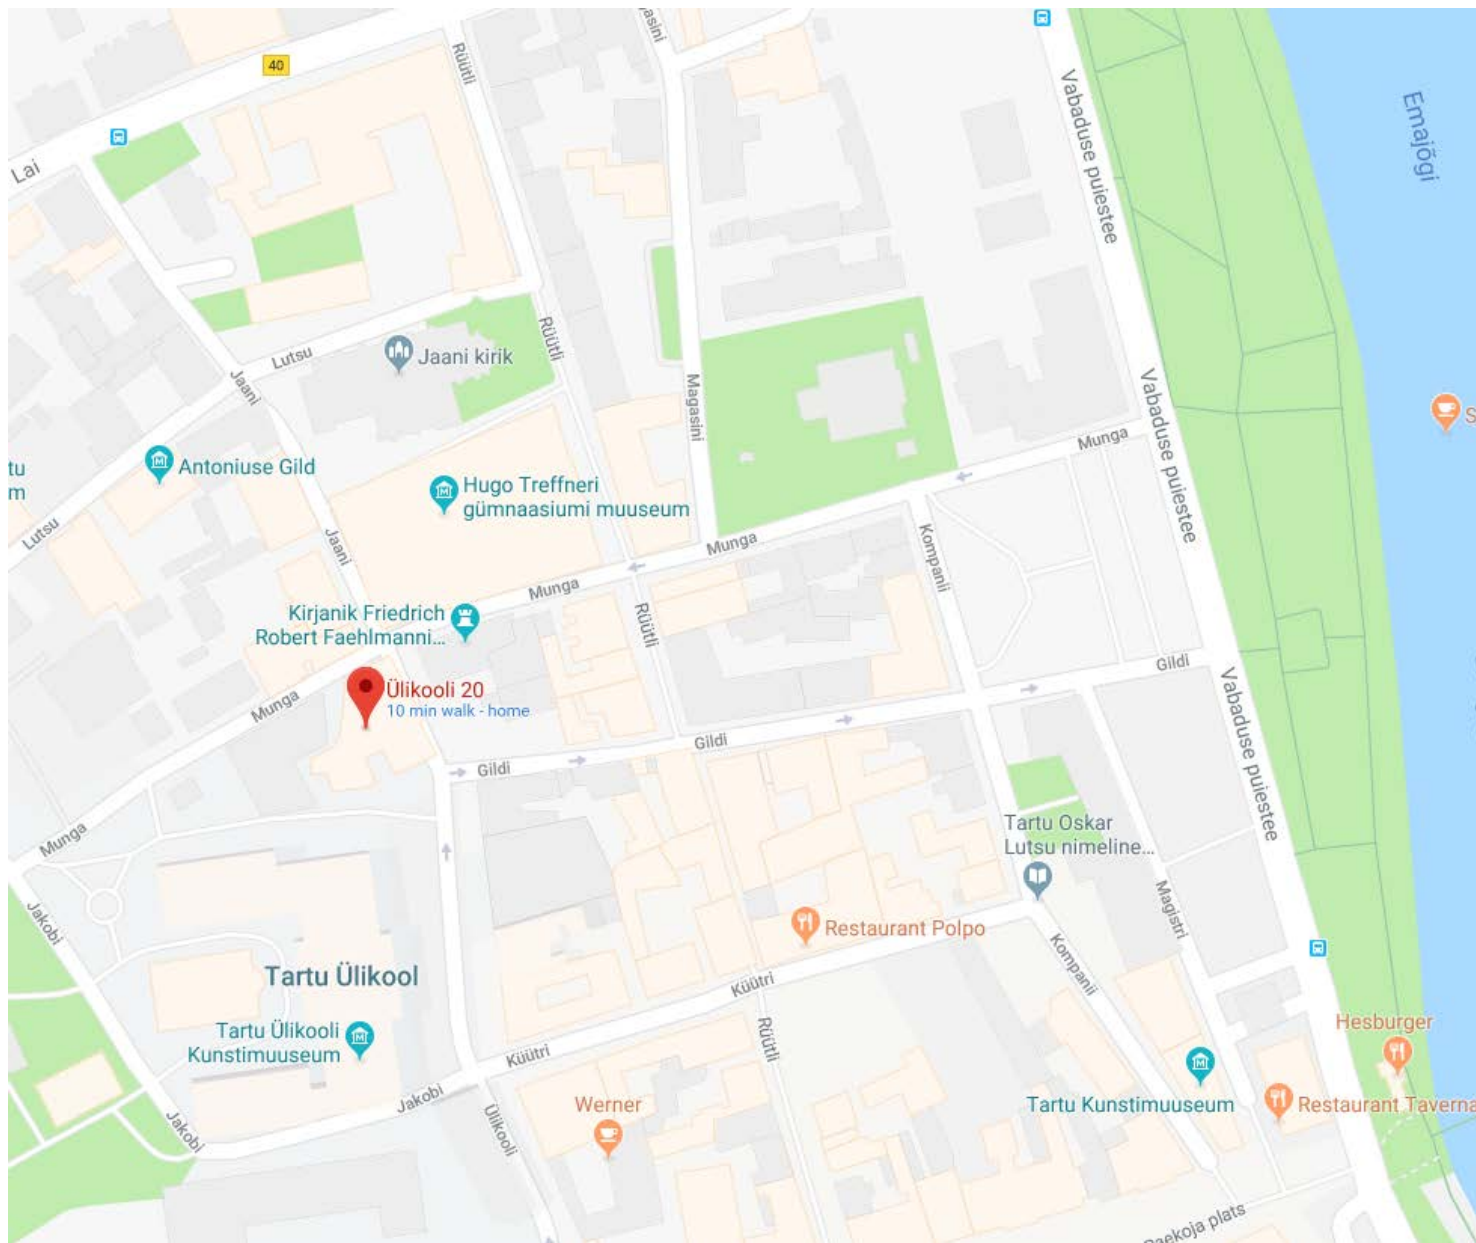 40
Rüütli
Lai
Emajõgi
Vabaduse puiestee
Rüütli
Lutsu
Jaani kirik
Jaani
Magasini
Vabaduse puiestee
Munga
Antoniuse Gild
Hugo Treffneri
gümnaasiumi muuseum
Lutsu
Jaani
Munga
Kompanii
Munga
Kirjanik Friedrich
Robert Faehlmanni...
Rüütli
Gildi
Ülikooli 20
10 min walk - home
Munga
Vabaduse puiestee
Gildi
Gildi
Munga
Tartu Oskar
Lutsu nimeline...
Jakobi
Magistri
Restaurant Polpo
Kompanii
Tartu Ülikool
Küütri
Tartu Ülikooli
Kunstimuuseum
Rüütli
Hesburger
Küütri
Jakobi
Werner
Tartu Kunstimuuseum
Restaurant Taverna
Jakobi
Ülikooli